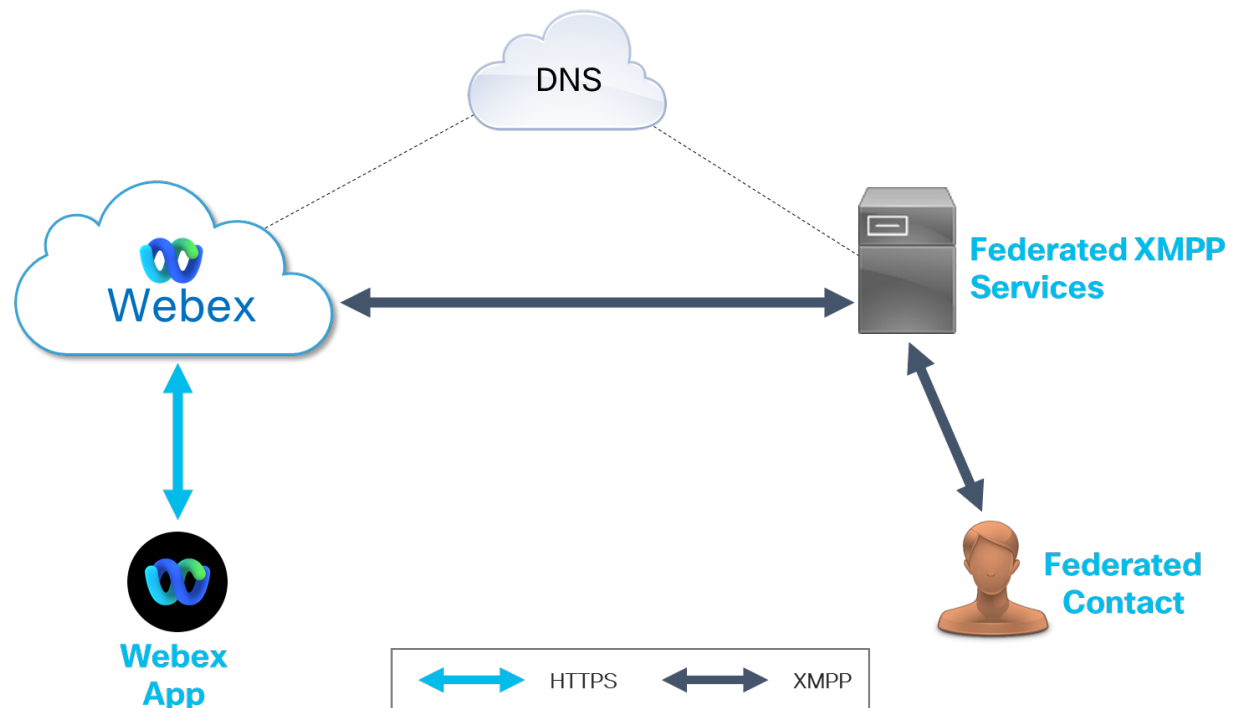 DNS
Webex
Federated XMPP
Services
Federated
Contact
Webex
App
HTTPS
XMPP